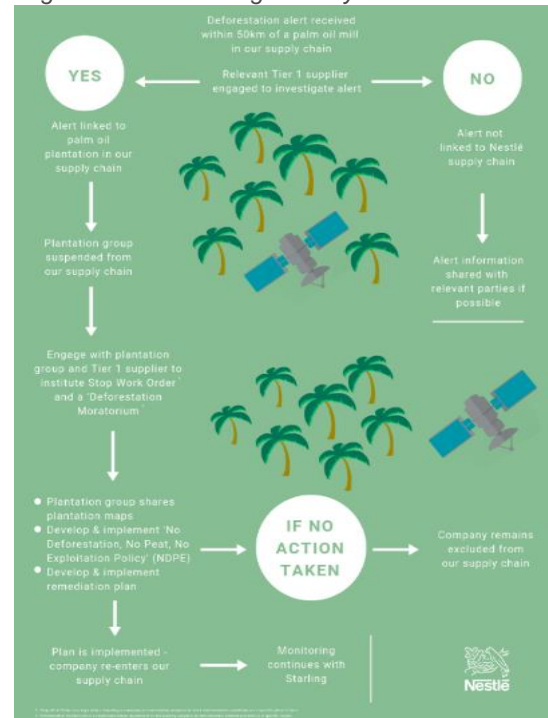 Deforestation alert received
within 50km of a palm oil mill
in our supply chain
YES
Relevant Tier 1 supplier
engaged to investigate alert
NO
Alert linked to
palm oil
plantation in our
supply chain
Alert not
linked to Nestlé
supply chain
Plantation group
suspended from
our supply chain
Alert information
shared with
relevant parties if
possible
Engage with plantation
group and Tier 1 supplier to
institute Stop Work Order
and a 'Deforestation
Moratorium
Plantation group shares
plantation maps
Develop & implement 'No
Deforestation, No Peat, No
Exploitation Policy' (NDPE)
Develop & implement
remediation plan
IF NO
ACTION
TAKEN
Company remains
excluded from
our supply chain
Plan is implemented -
company re-enters our
supply chain
Monitoring
continues with
Starling
Nestlé